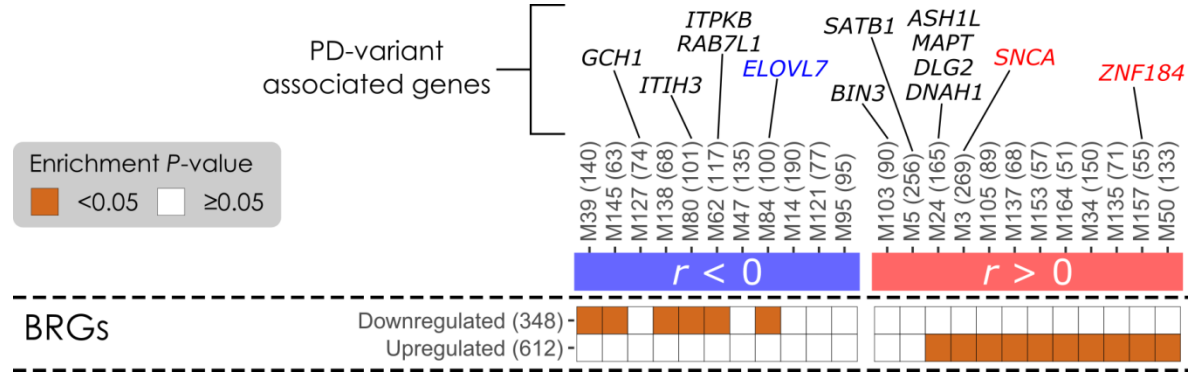 PD-variant
associated genes
GCH1
ITIH3
ITPKB
RAB7L1
ELOVL7
SATB1
BIN3
ASH1L
MAPT
DLG2
DNAH1
SNCA
ZNF184
Enrichment P-value
<0.05 ≥0.05
M39 (140)
M145 (63)
M127 (74)
M138 (68)
M80 (101)
M62 (117)
M47 (135)
M84 (100)
M14 (190)
M121 (77)
M95 (95)
M103 (90)
M5 (256)
M24 (165)
M3 (269)
M105 (89)
M137 (68)
M153 (57)
M164 (51)
M34 (150)
M135 (71)
M157 (55)
M50 (133)
r < 0
r > 0
BRGs
Downregulated (348)
Upregulated (612)